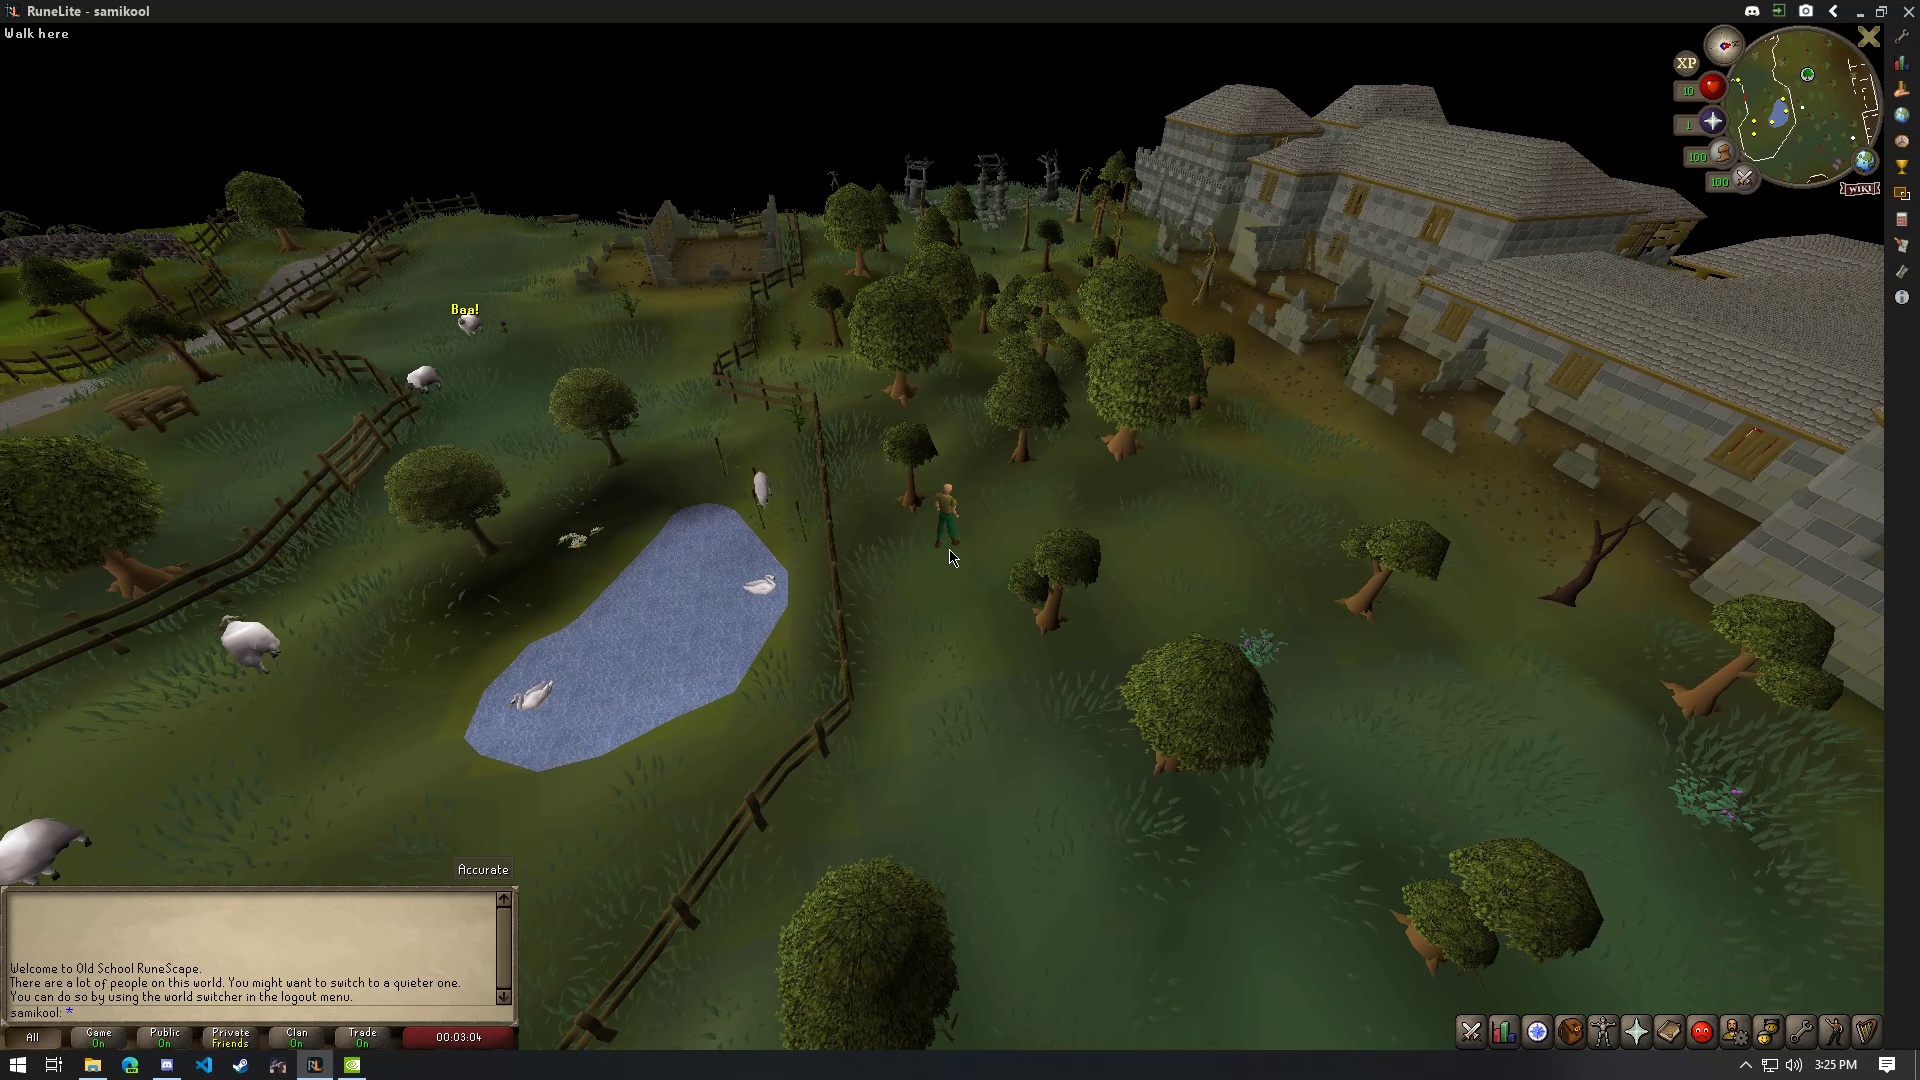 RuneLite - samikool
Walk here
XP
10
1
100
100
WIKI
Baa!
Accurate
Welcome to Old School RuneScape.
There are a lot of people on this world. You might want to switch to a quieter one.
You can do so by using the world switcher in the logout menu.
samikool: *
All
Game
On
Public
On
Private
Friends
Clan
On
Trade
On
00:03:04
3:25 PM